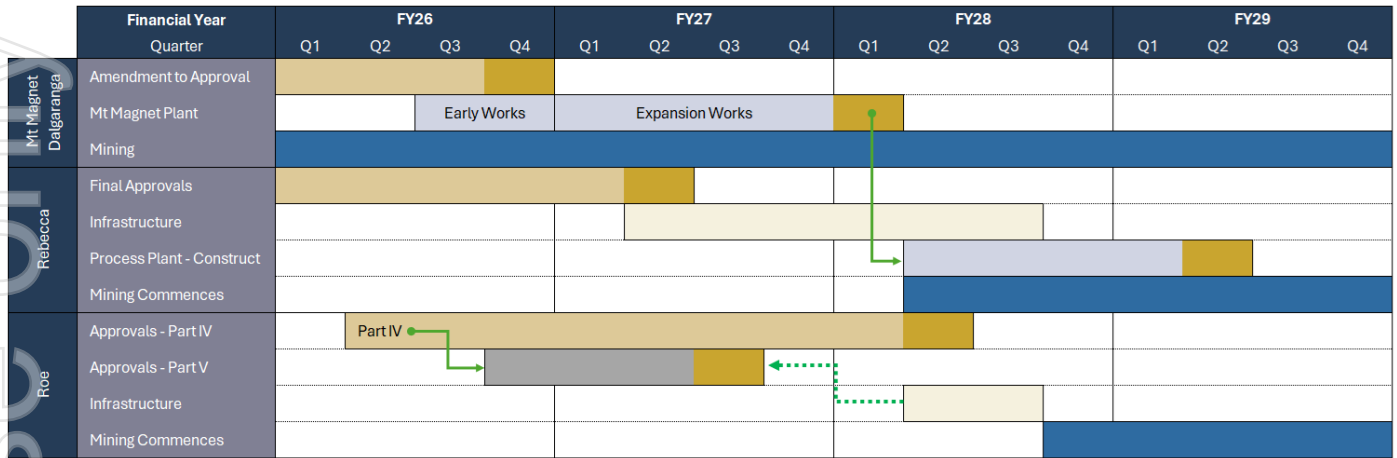 Financial Year FY26 FY27 FY28 FY29
Quarter Q1 Q2 Q3 Q4 Q1 Q2 Q3 Q4 Q1 Q2 Q3 Q4 Q1 Q2 Q3 Q4
Mt Magnet
Dalgaranga
Amendment to Approval
Mt Magnet Plant Early Works Expansion Works
Mining
Rebecca
Final Approvals
Infrastructure
Process Plant - Construct
Mining Commences
Roe
Approvals - Part IV Part IV
Approvals - Part V
Infrastructure
Mining Commences